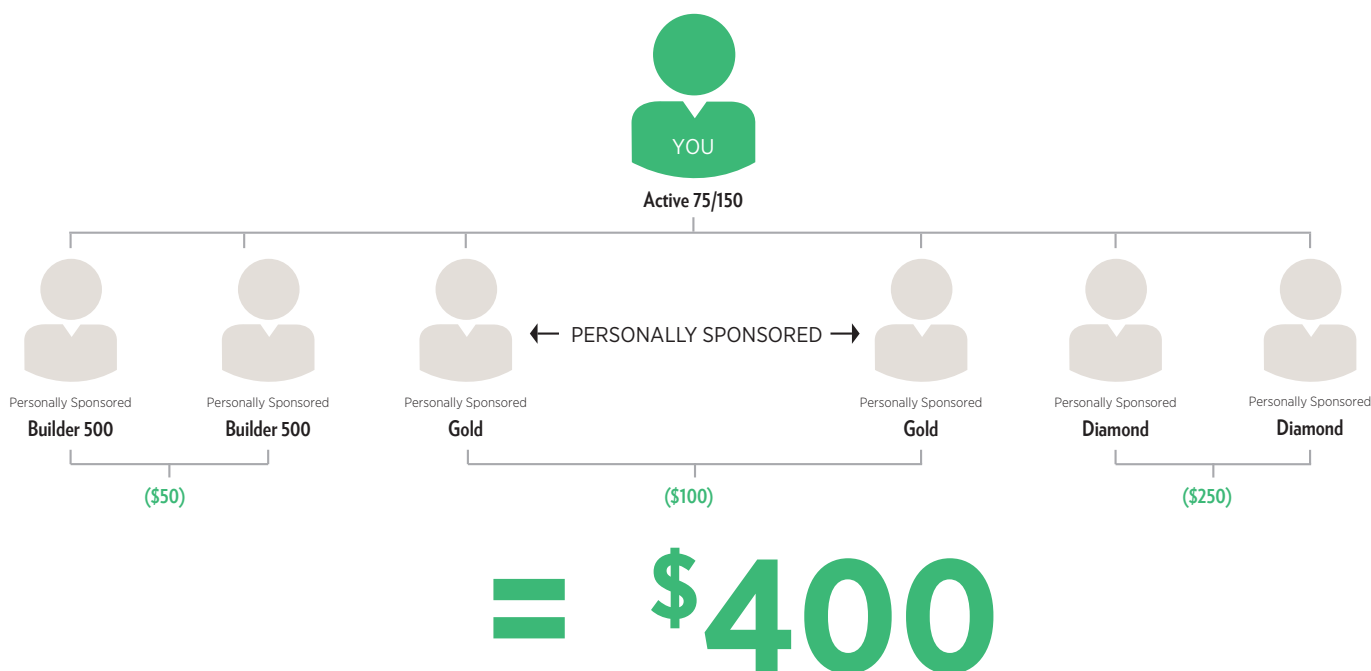 YOU
Active 75/150
PERSONALLY SPONSORED
Personally Sponsored
Builder 500
Personally Sponsored
Builder 500
Personally Sponsored
Gold
Personally Sponsored
Gold
Personally Sponsored
Diamond
Personally Sponsored
Diamond
($50)
($100)
($250)
= $400